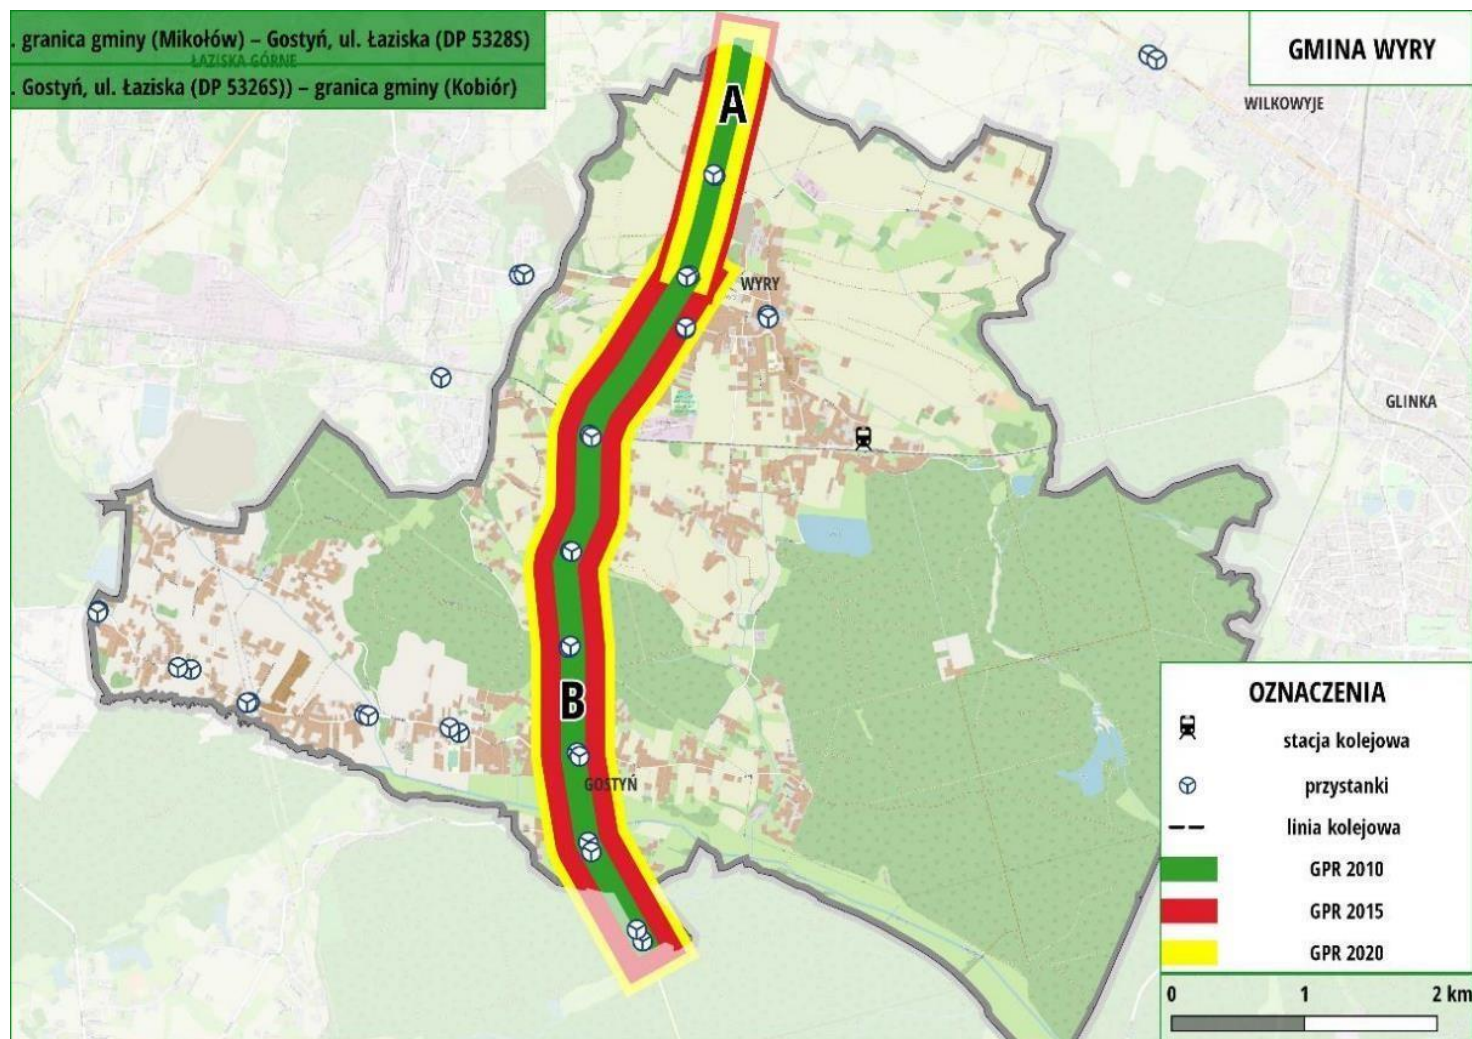 . granica gminy (Mikołów) – Gostyń, ul. Łaziska (DP 5328S)
ŁAZISKA GÓRNE
. Gostyń, ul. Łaziska (DP 5326S)) – granica gminy (Kobiór)
GMINA WYRY
WILKOWYJE
A
WYRY
GLINKA
B
GOSTYŃ
OZNACZENIA
stacja kolejowa
przystanki
linia kolejowa
GPR 2010
GPR 2015
GPR 2020
0 1 2 km